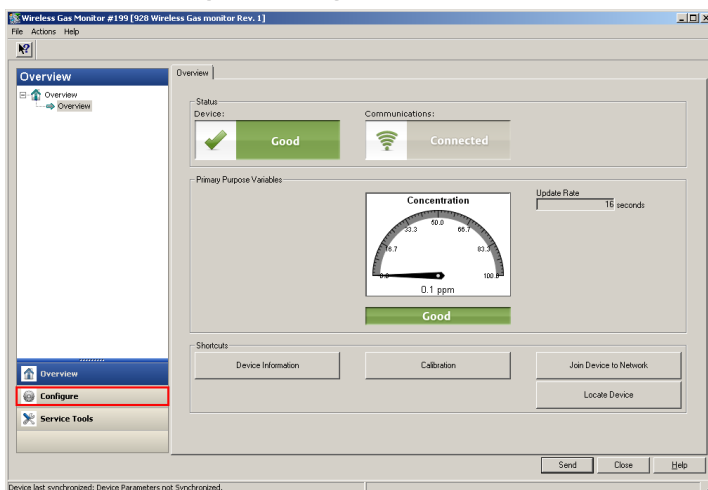 Wireless Gas Monitor #199 [928 Wireless Gas monitor Rev. 1]
File Actions Help
Overview
Overview
Overview
Overview
Status
Device:
Communications:
Good
Connected
Primary Purpose Variables
Concentration
0.0 16.7 33.3 50.0 66.7 83.3 100.0
0.1 ppm
Good
Update Rate
16 seconds
Shortcuts
Device Information
Calibration
Join Device to Network
Locate Device
Overview
Configure
Service Tools
Send
Close
Help
Device last synchronized: Device Parameters not Synchronized.